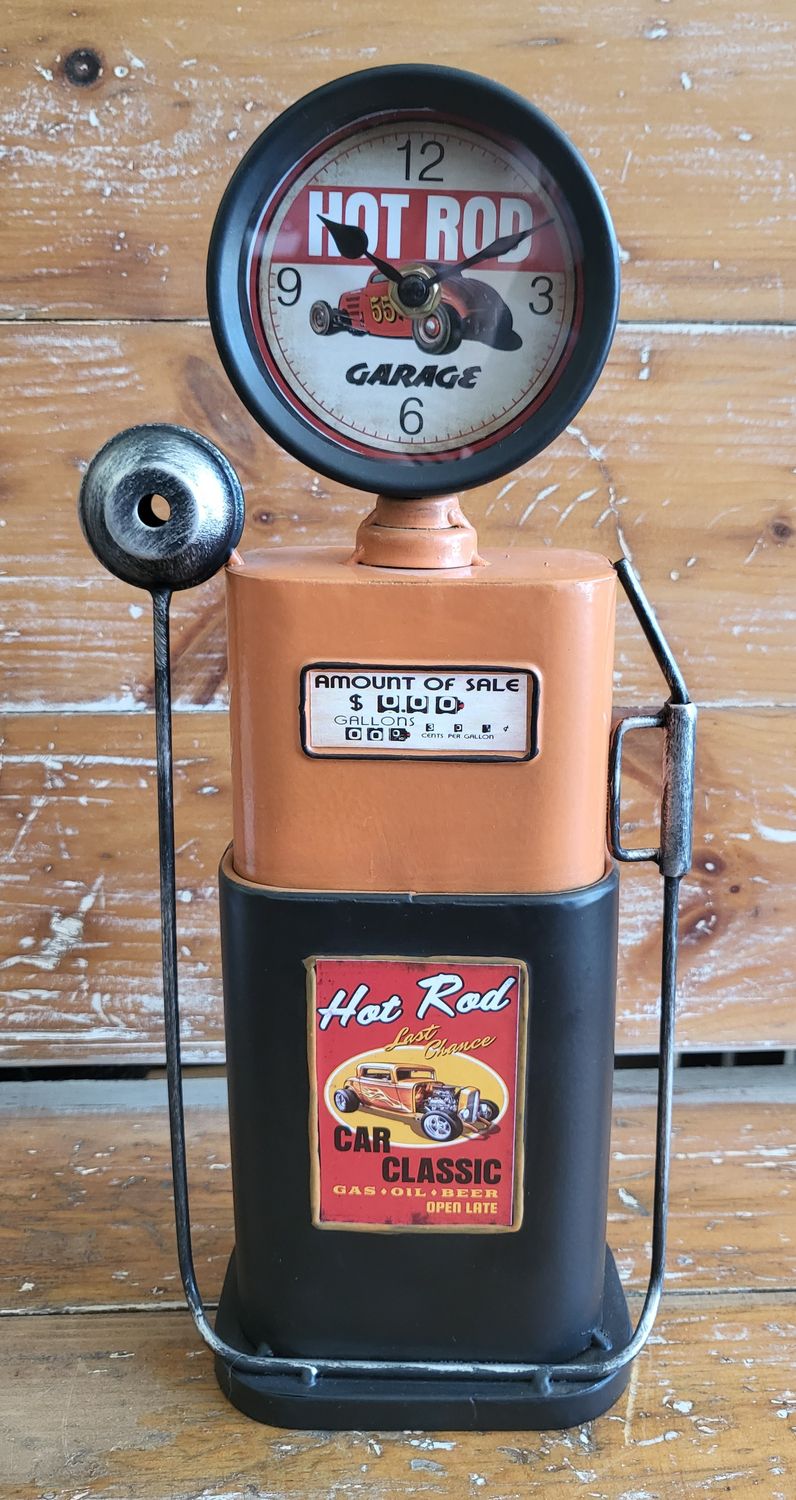 12
HOT ROD
9
3
55
GARAGE
6
AMOUNT OF SALE
$ 0.00
GALLONS
000
CENTS PER GALLON
Hot Rod
Last
Chance
CAR
CLASSIC
GAS•OIL•BEER
OPEN LATE